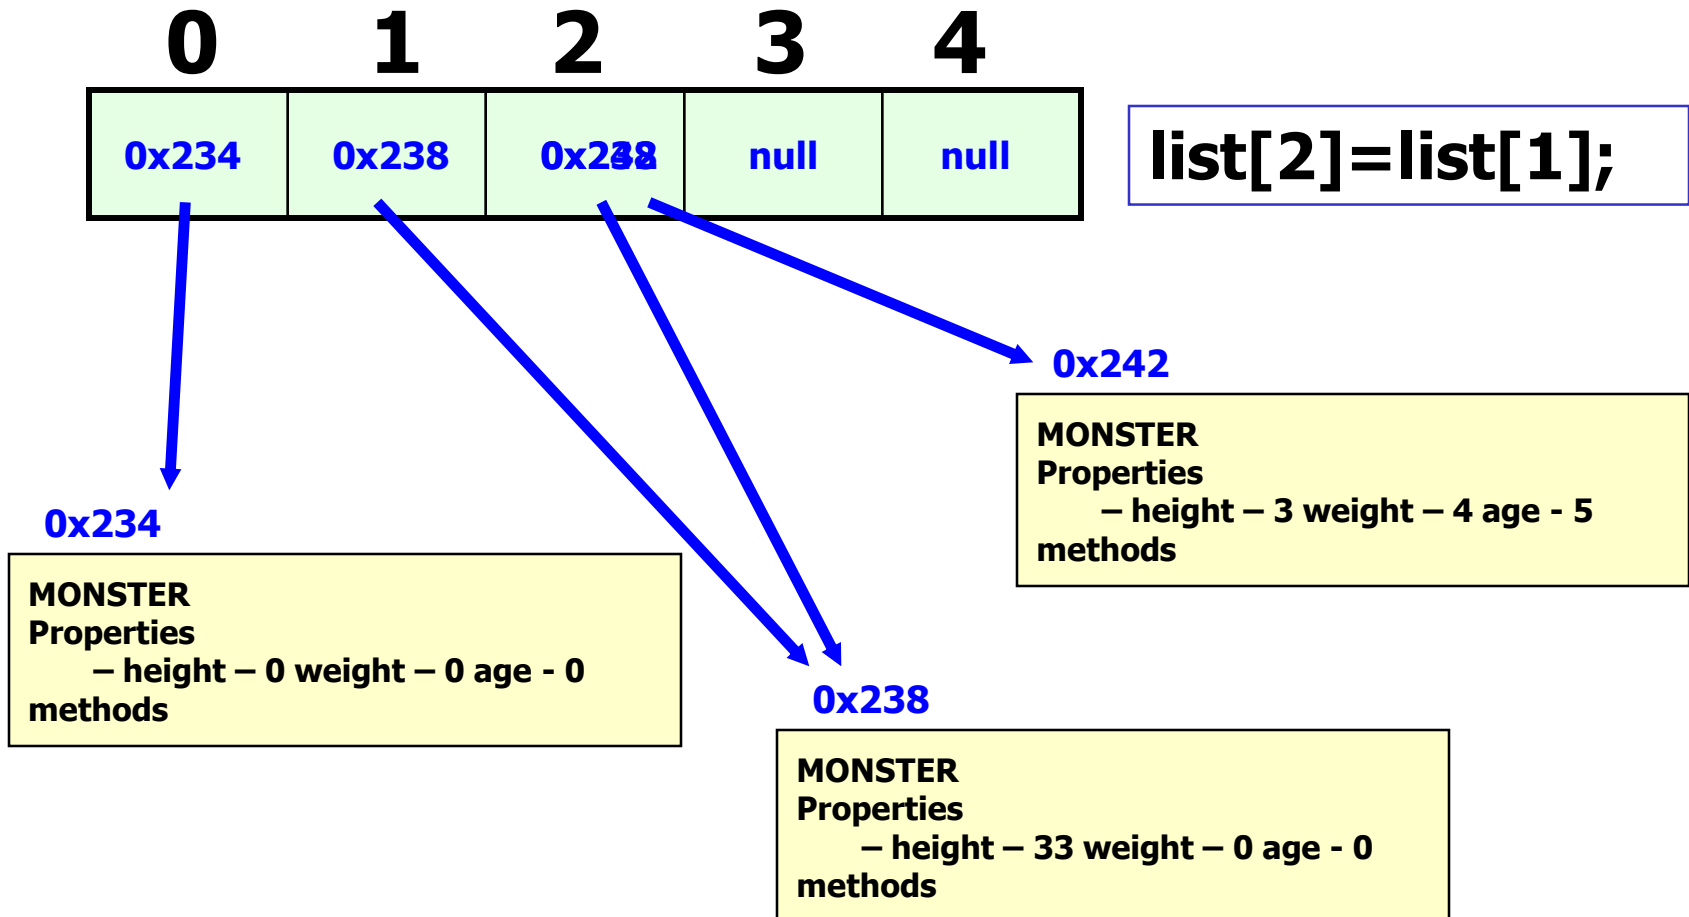 0 1 2 3 4
0x234 0x238 null null
list[2]=list[1];
0x242
MONSTER
Properties
– height – 3 weight – 4 age - 5
methods
0x234
MONSTER
Properties
– height – 0 weight – 0 age - 0
methods
0x238
MONSTER
Properties
– height – 33 weight – 0 age - 0
methods